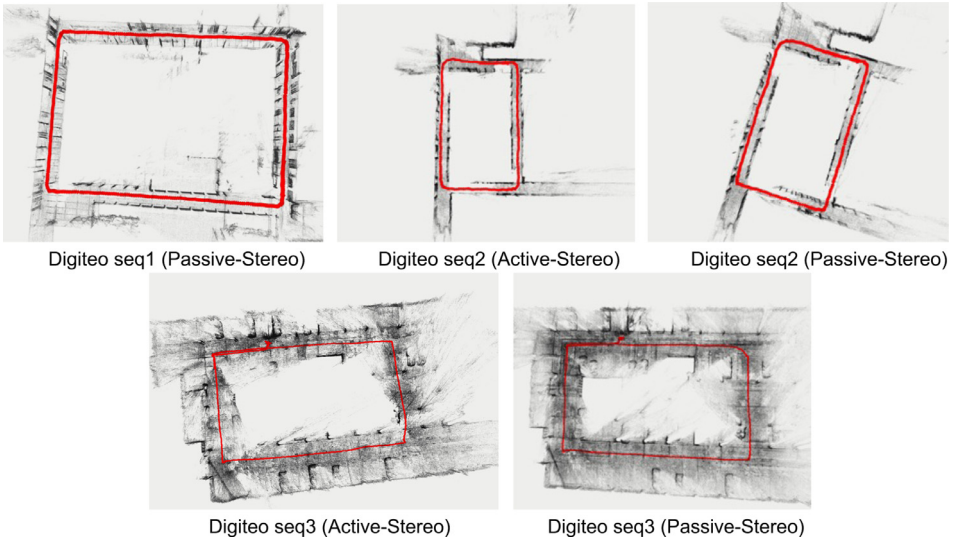 Digiteo seq1 (Passive-Stereo)
Digiteo seq2 (Active-Stereo)
Digiteo seq2 (Passive-Stereo)
Digiteo seq3 (Active-Stereo)
Digiteo seq3 (Passive-Stereo)